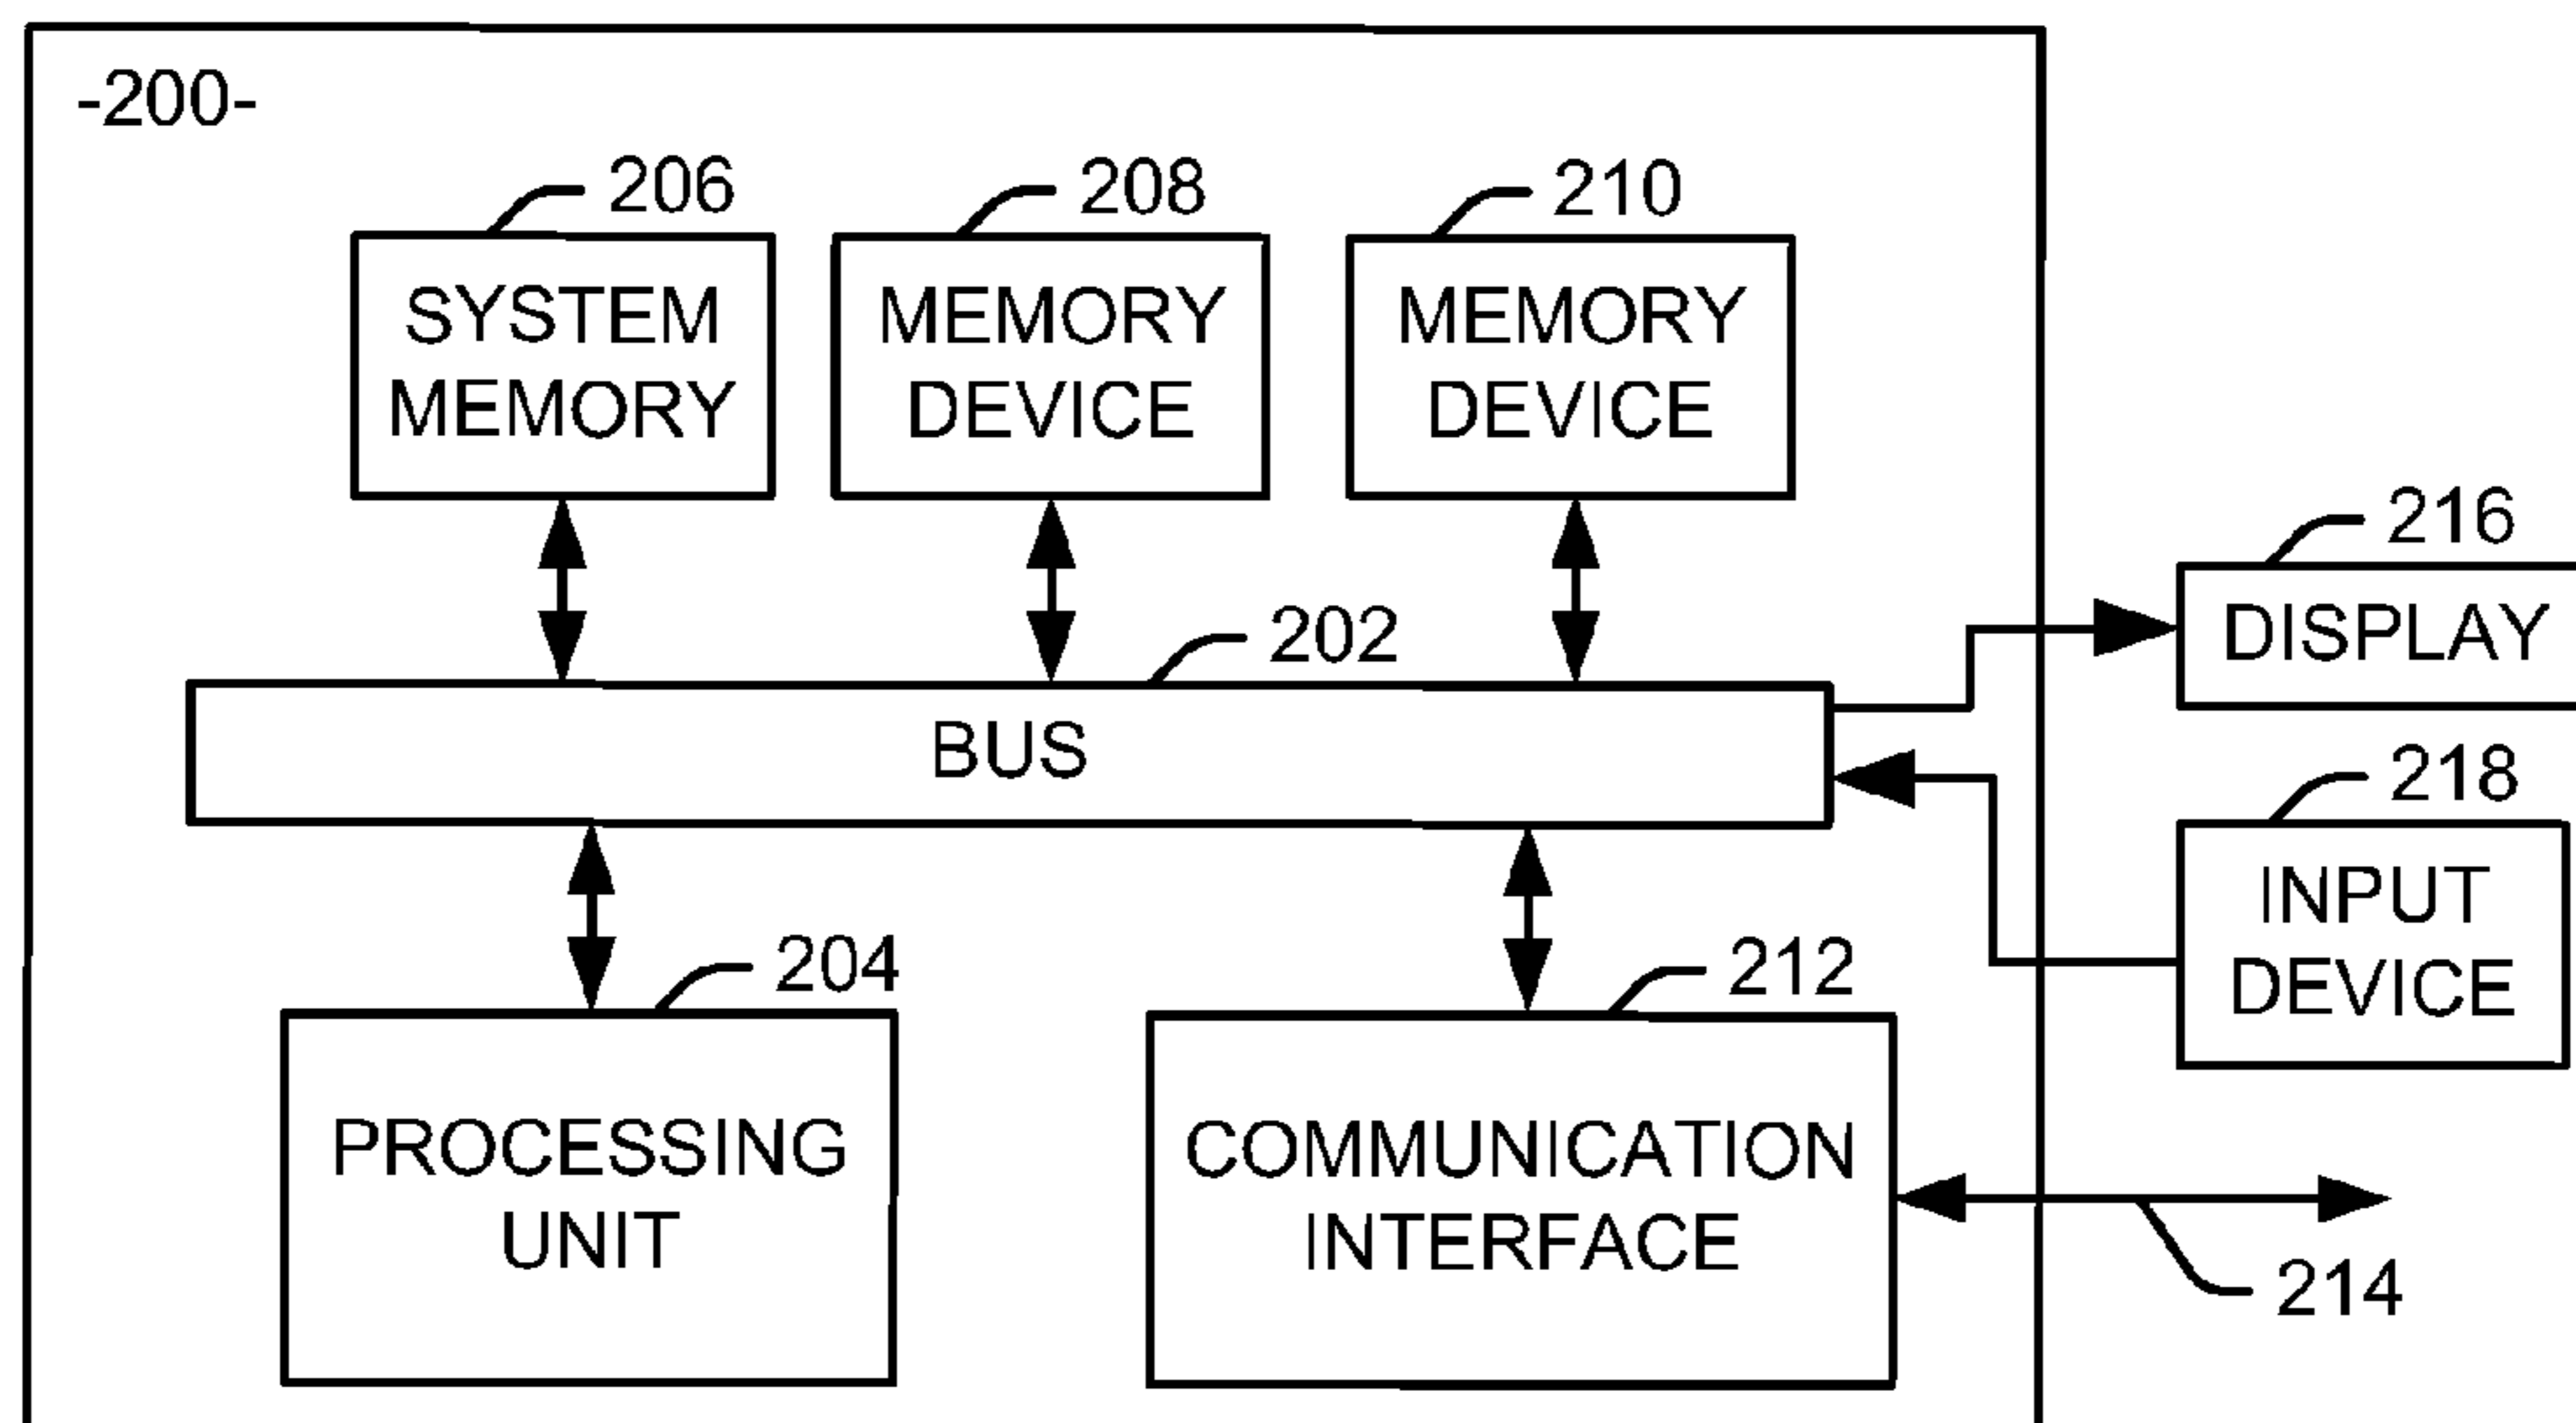 -200-
206
208
210
SYSTEM
MEMORY
MEMORY
DEVICE
MEMORY
DEVICE
216
DISPLAY
202
BUS
218
INPUT
DEVICE
204
212
PROCESSING
UNIT
COMMUNICATION
INTERFACE
214